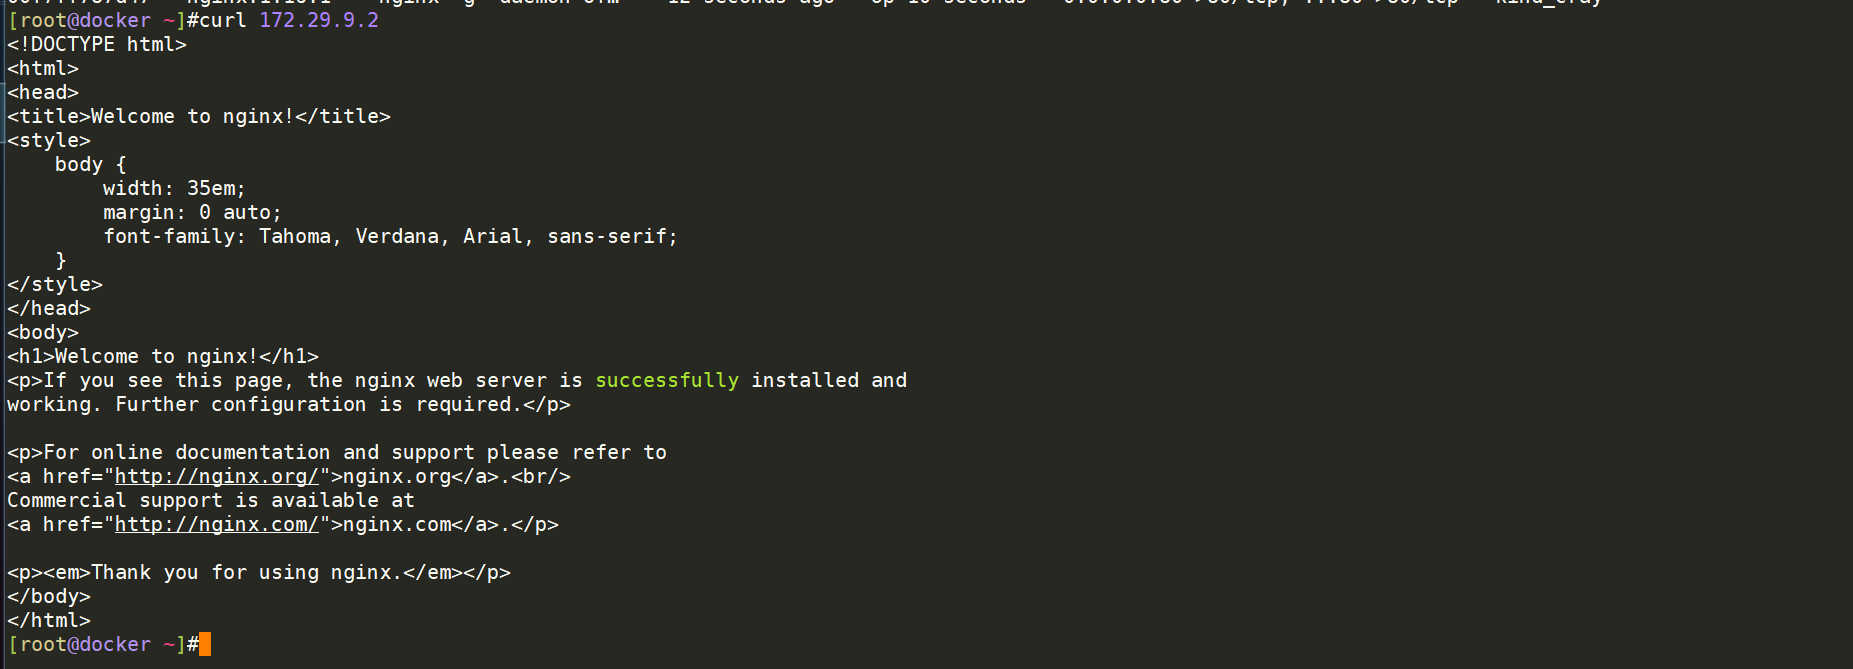 [root@docker ~]#curl 172.29.9.2
<!DOCTYPE html>
<html>
<head>
<title>Welcome to nginx!</title>
<style>
    body {
        width: 35em;
        margin: 0 auto;
        font-family: Tahoma, Verdana, Arial, sans-serif;
    }
</style>
</head>
<body>
<h1>Welcome to nginx!</h1>
<p>If you see this page, the nginx web server is successfully installed and
working. Further configuration is required.</p>

<p>For online documentation and support please refer to
<a href="http://nginx.org/">nginx.org</a>.<br/>
Commercial support is available at
<a href="http://nginx.com/">nginx.com</a>.</p>

<p><em>Thank you for using nginx.</em></p>
</body>
</html>
[root@docker ~]#